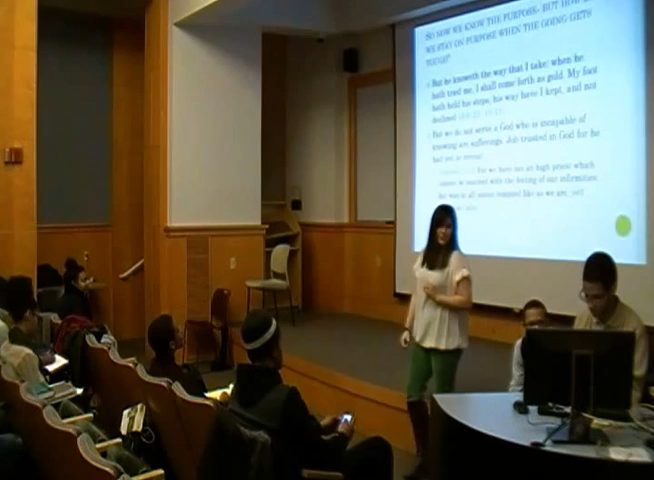 SO NOW WE KNOW THE PURPOSE- BUT HOW
WE STAY ON PURPOSE WHEN THE GOING GETS
TOUGH?
But he knoweth the way that I take: when he
hath tried me, I shall come forth as gold. My foot
hath held his steps, his way have I kept, and not
declined
But we do not serve a God who is incapable of
knowing our sufferings. Job trusted in God for he
had yet to reveal
For we have not an high priest which
cannot be touched with the feeling of our infirmities;
but was in all points tempted like as we are, yet